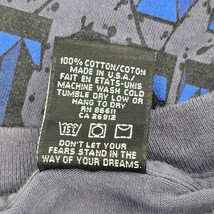 100% COTTON/COTON
MADE IN U.S.A./
FAIT EN ETATS-UNIS
MACHINE WASH COLD
TUMBLE DRY LOW OR
HANG TO DRY
RN 86611
CA 26912
DON'T LET YOUR
FEARS STAND IN THE
WAY OF YOUR DREAMS.